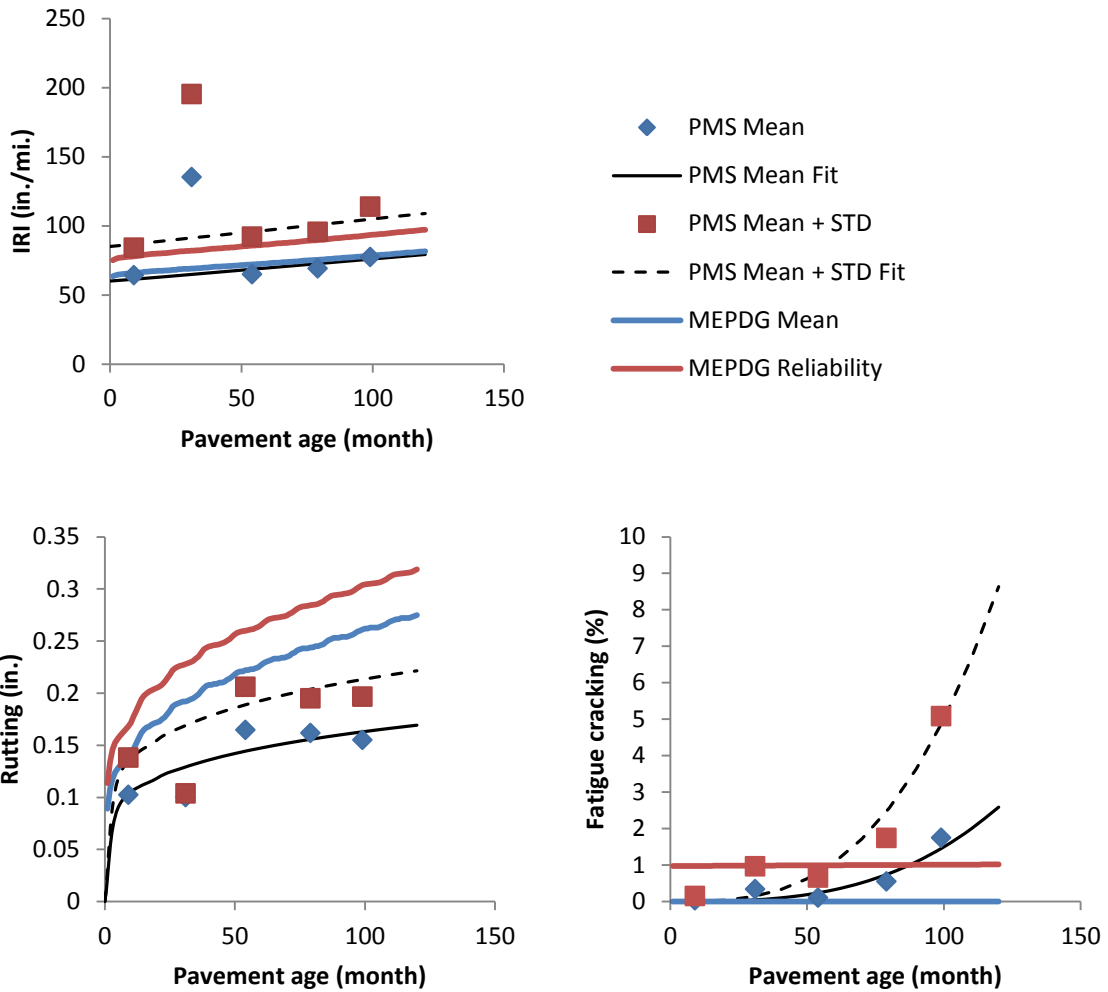 250
200
150
100
50
0
IRI (in./mi.)
0 50 100 150
Pavement age (month)
PMS Mean
PMS Mean Fit
PMS Mean + STD
PMS Mean + STD Fit
MEPDG Mean
MEPDG Reliability
0.35
0.3
0.25
0.2
0.15
0.1
0.05
0
Rutting (in.)
0 50 100 150
Pavement age (month)
10
9
8
7
6
5
4
3
2
1
0
Fatigue cracking (%)
0 50 100 150
Pavement age (month)